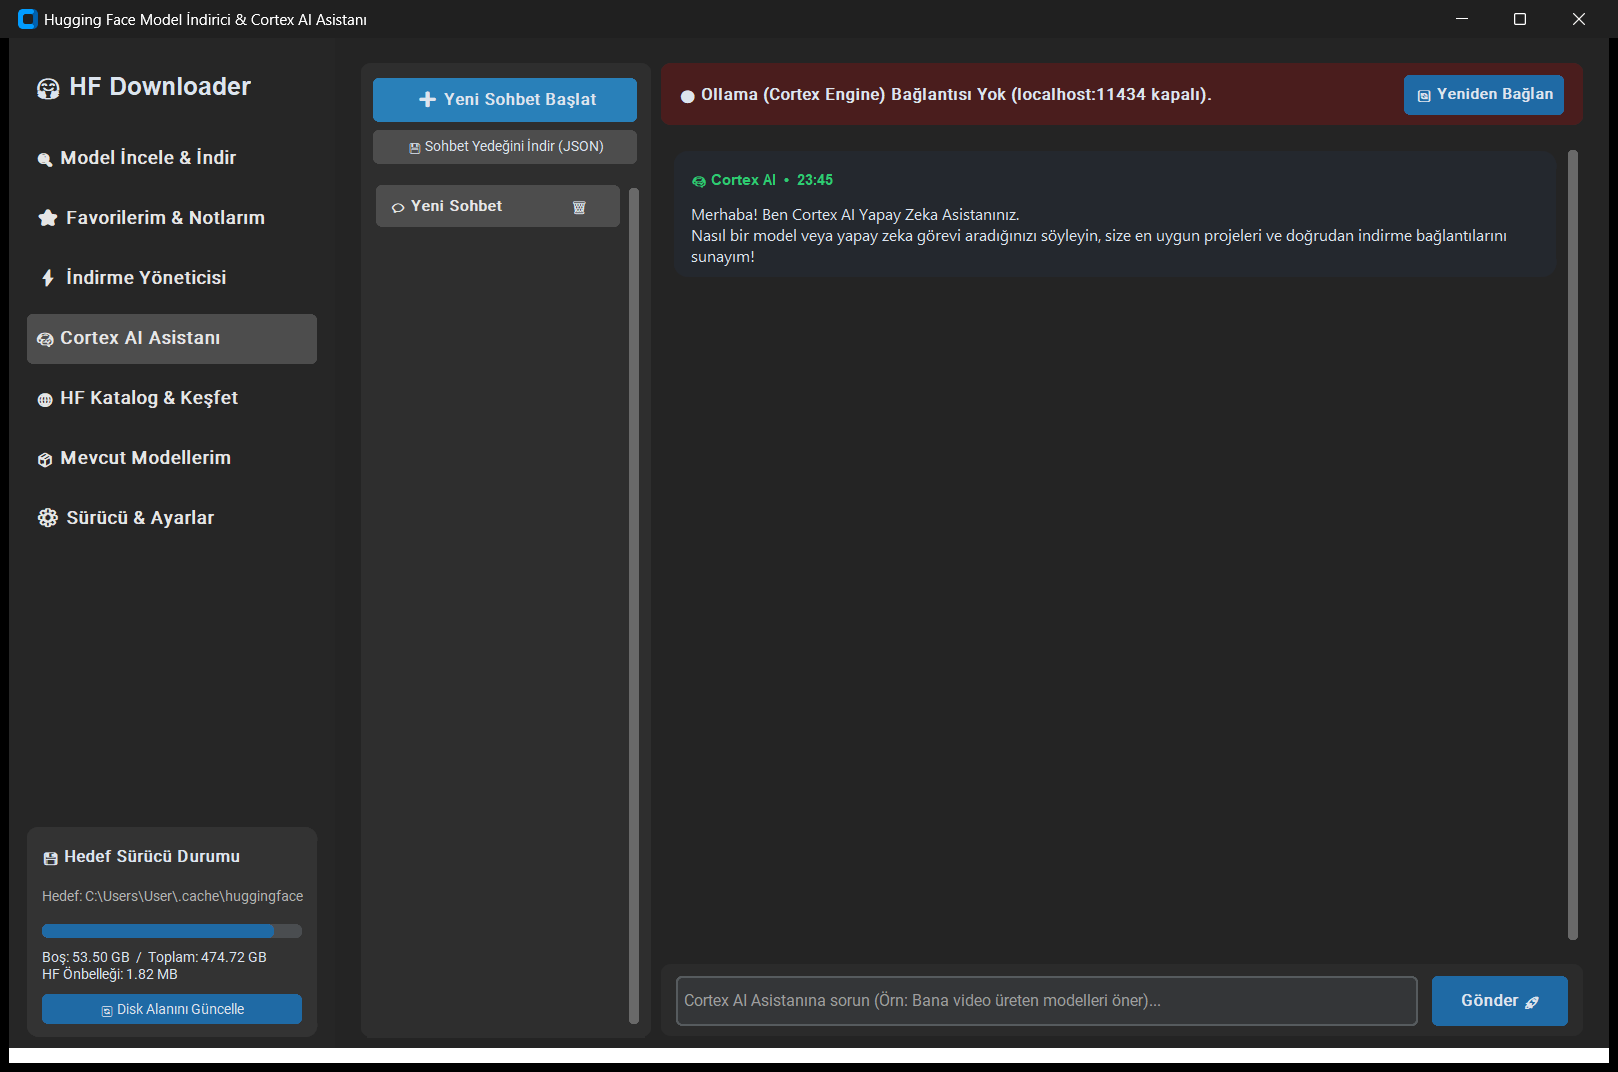 Hugging Face Model İndirici & Cortex AI Asistanı
HF Downloader
Model İncele & İndir
Favorilerim & Notlarım
İndirme Yöneticisi
Cortex AI Asistanı
HF Katalog & Keşfet
Mevcut Modellerim
Sürücü & Ayarlar
Hedef Sürücü Durumu
Hedef: C:\Users\User\.cache\huggingface
Boş: 53.50 GB / Toplam: 474.72 GB
HF Önbelleği: 1.82 MB
Disk Alanını Güncelle
Yeni Sohbet Başlat
Sohbet Yedeğini İndir (JSON)
Yeni Sohbet
Ollama (Cortex Engine) Bağlantısı Yok (localhost:11434 kapalı).
Yeniden Bağlan
Cortex AI • 23:45
Merhaba! Ben Cortex AI Yapay Zeka Asistanınız.
Nasıl bir model veya yapay zeka görevi aradığınızı söyleyin, size en uygun projeleri ve doğrudan indirme bağlantılarını
sunayım!
Cortex AI Asistanına sorun (Örn: Bana video üreten modelleri öner)...
Gönder